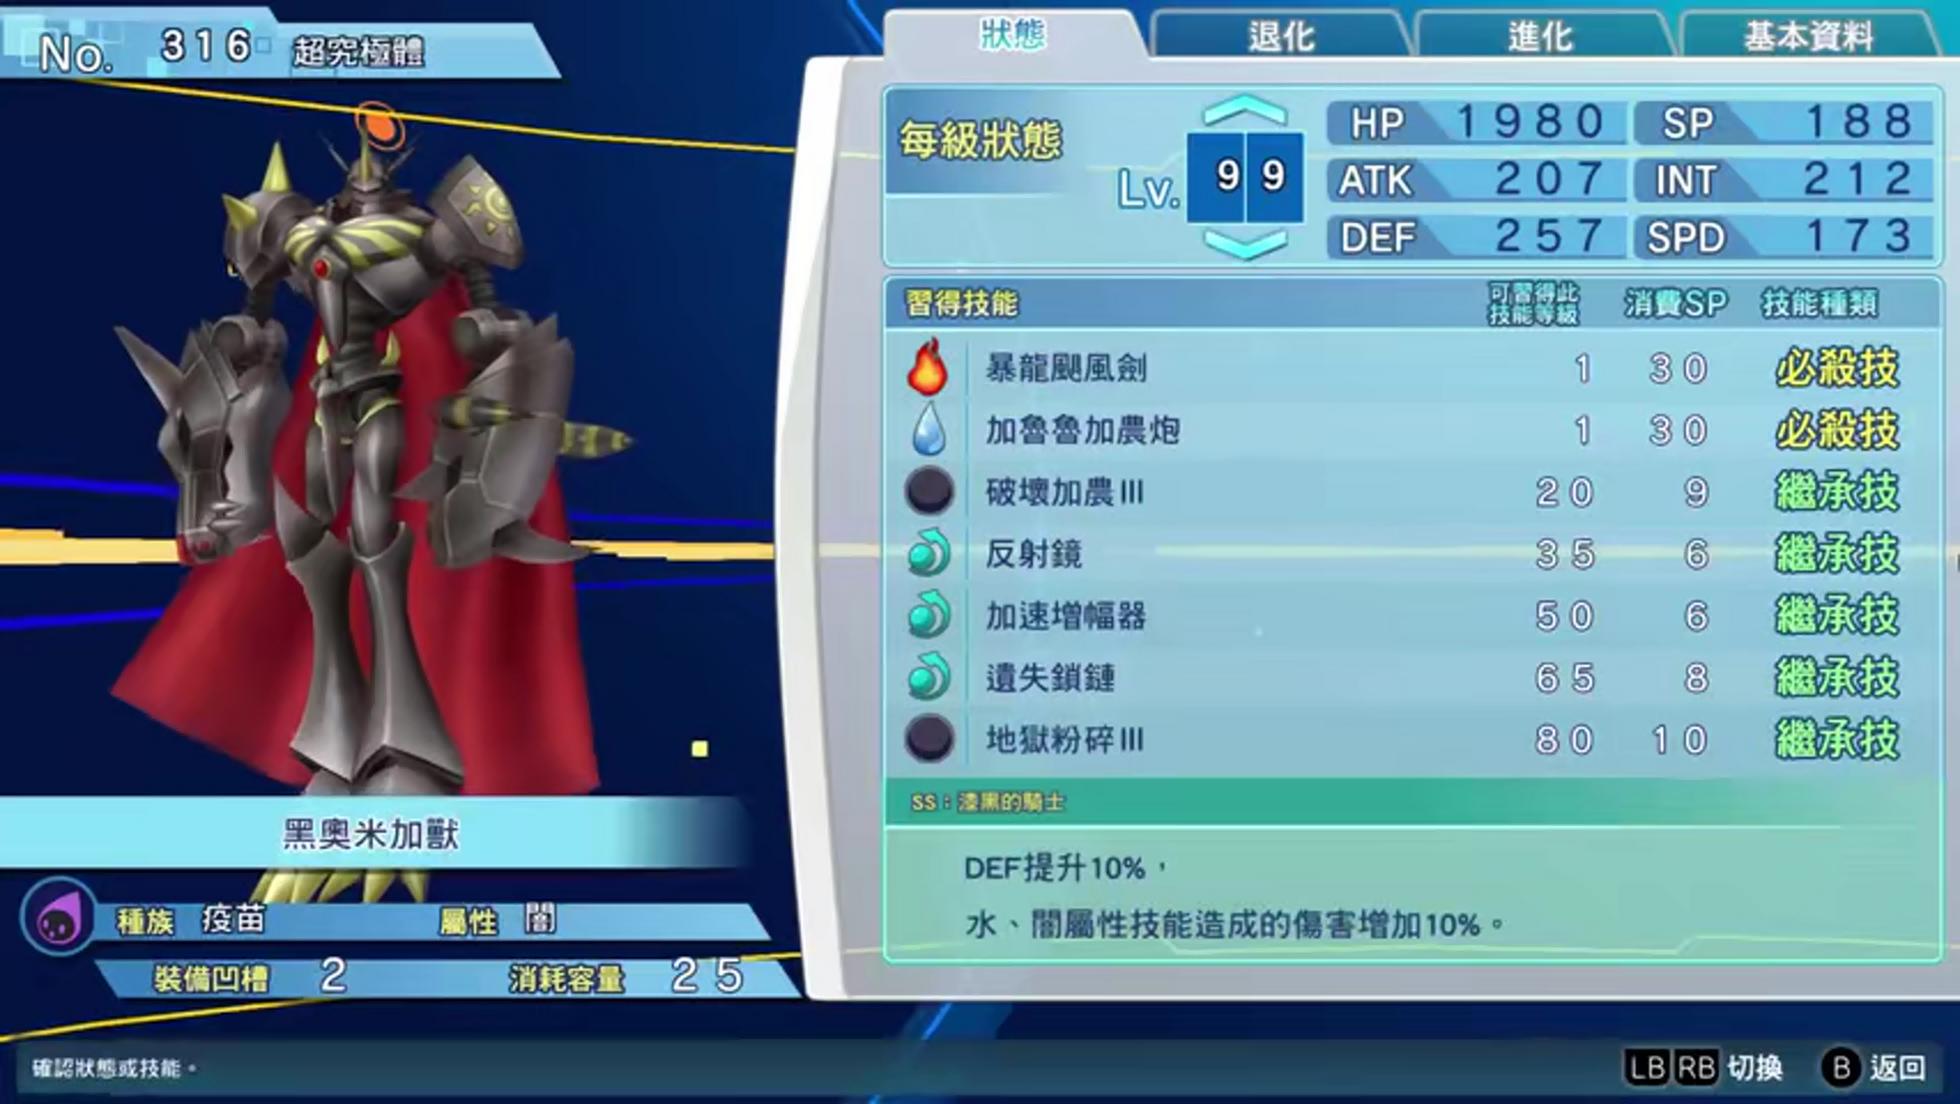 No. 316 超究極體
狀態 退化 進化 基本資料
每級狀態 Lv. 99
HP 1980 SP 188
ATK 207 INT 212
DEF 257 SPD 173
習得技能 可習得此技能等級 消費SP 技能種類
暴龍颶風劍 1 30 必殺技
加魯魯加農炮 1 30 必殺技
破壞加農III 20 9 繼承技
反射鏡 35 6 繼承技
加速增幅器 50 6 繼承技
遺失鎖鏈 65 8 繼承技
地獄粉碎III 80 10 繼承技
SS：漆黑的騎士
DEF提升10%，
水、闇屬性技能造成的傷害增加10%。
黑奧米加獸
種族 疫苗 屬性 闇
裝備凹槽 2 消耗容量 25
確認狀態或技能。
LB RB 切換 B 返回